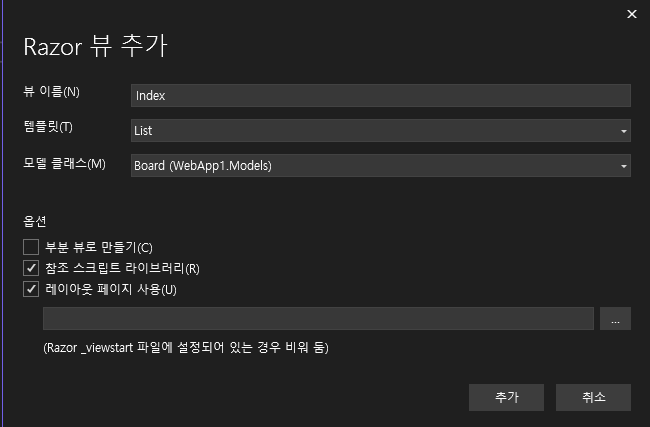 Razor 뷰 추가
뷰 이름(N)
Index
템플릿(T)
List
모델 클래스(M)
Board (WebApp1.Models)
옵션
부분 뷰로 만들기(C)
참조 스크립트 라이브러리(R)
레이아웃 페이지 사용(U)
...
(Razor _viewstart 파일에 설정되어 있는 경우 비워 둠)
추가
취소